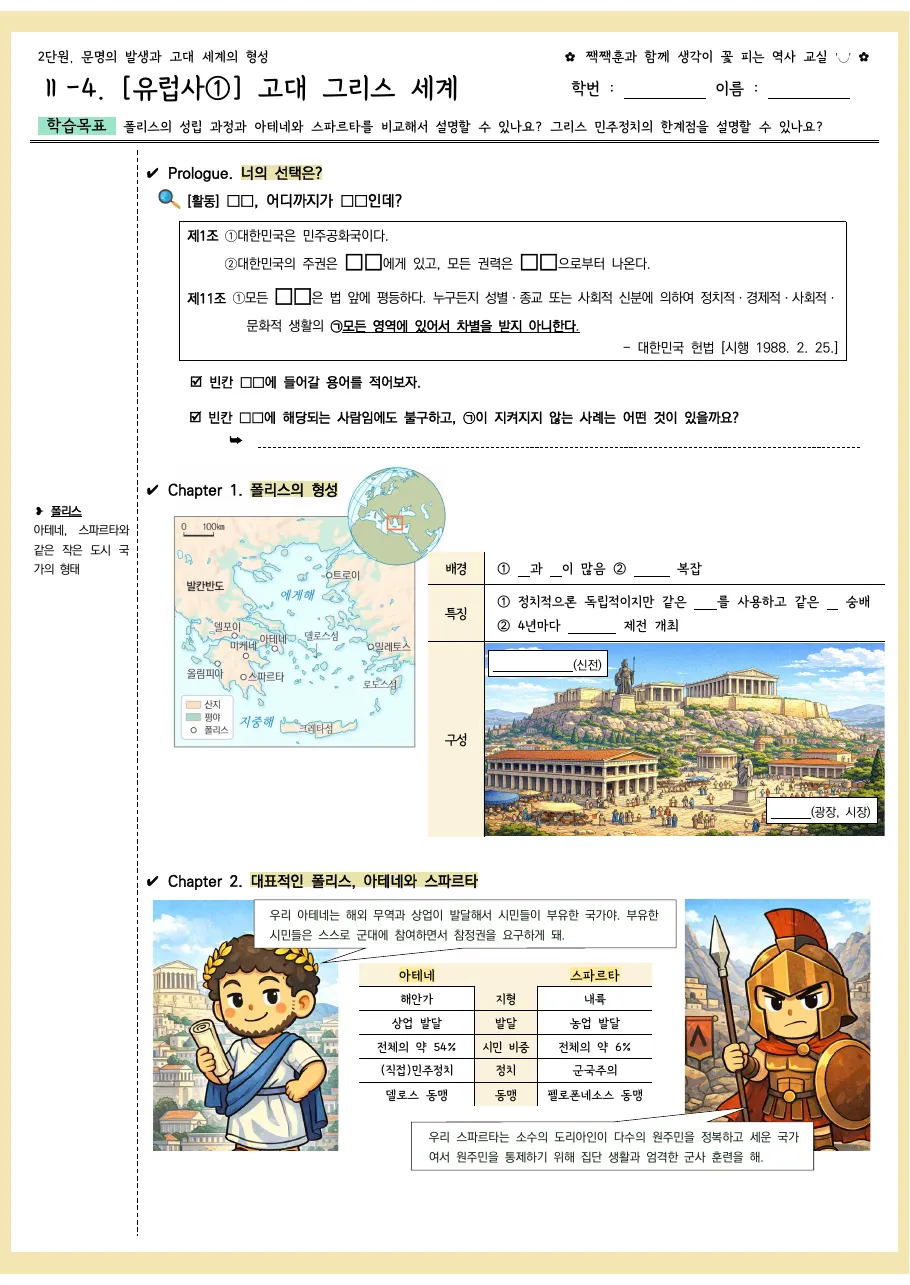 2단원, 문명의 발생과 고대 세계의 형성
✿ 짹짹훈과 함께 생각이 꽃 피는 역사 교실 ◡̈ ✿
Ⅱ-4. [유럽사①] 고대 그리스 세계
학번 : ________ 이름 : ________
학습목표 폴리스의 성립 과정과 아테네와 스파르타를 비교해서 설명할 수 있나요? 그리스 민주정치의 한계점을 설명할 수 있나요?
✔ Prologue. 너의 선택은?
[활동] □□, 어디까지가 □□인데?
제1조 ①대한민국은 민주공화국이다.
②대한민국의 주권은 □□에게 있고, 모든 권력은 □□으로부터 나온다.
제11조 ①모든 □□은 법 앞에 평등하다. 누구든지 성별·종교 또는 사회적 신분에 의하여 정치적·경제적·사회적·
문화적 생활의 ㉠모든 영역에 있어서 차별을 받지 아니한다.
- 대한민국 헌법 [시행 1988. 2. 25.]
☑ 빈칸 □□에 들어갈 용어를 적어보자.
☑ 빈칸 □□에 해당되는 사람임에도 불구하고, ㉠이 지켜지지 않는 사례는 어떤 것이 있을까요?
➥
✔ Chapter 1. 폴리스의 형성
❥ 폴리스
아테네, 스파르타와
같은 작은 도시 국
가의 형태
0 100km
트로이
발칸반도
에게해
델포이
아테네
델로스섬
미케네
밀레토스
올림피아
스파르타
로도스섬
산지
평야
폴리스
지중해
크레타섬
배경
① __과 __이 많음 ② _____ 복잡
특징
① 정치적으론 독립적이지만 같은 ___를 사용하고 같은 __ 숭배
② 4년마다 _______ 제전 개최
구성
___________(신전)
______(광장, 시장)
✔ Chapter 2. 대표적인 폴리스, 아테네와 스파르타
우리 아테네는 해외 무역과 상업이 발달해서 시민들이 부유한 국가야. 부유한
시민들은 스스로 군대에 참여하면서 참정권을 요구하게 돼.
아테네 스파르타
해안가 지형 내륙
상업 발달 발달 농업 발달
전체의 약 54% 시민 비중 전체의 약 6%
(직접)민주정치 정치 군국주의
델로스 동맹 동맹 펠로폰네소스 동맹
우리 스파르타는 소수의 도리아인이 다수의 원주민을 정복하고 세운 국가
여서 원주민을 통제하기 위해 집단 생활과 엄격한 군사 훈련을 해.